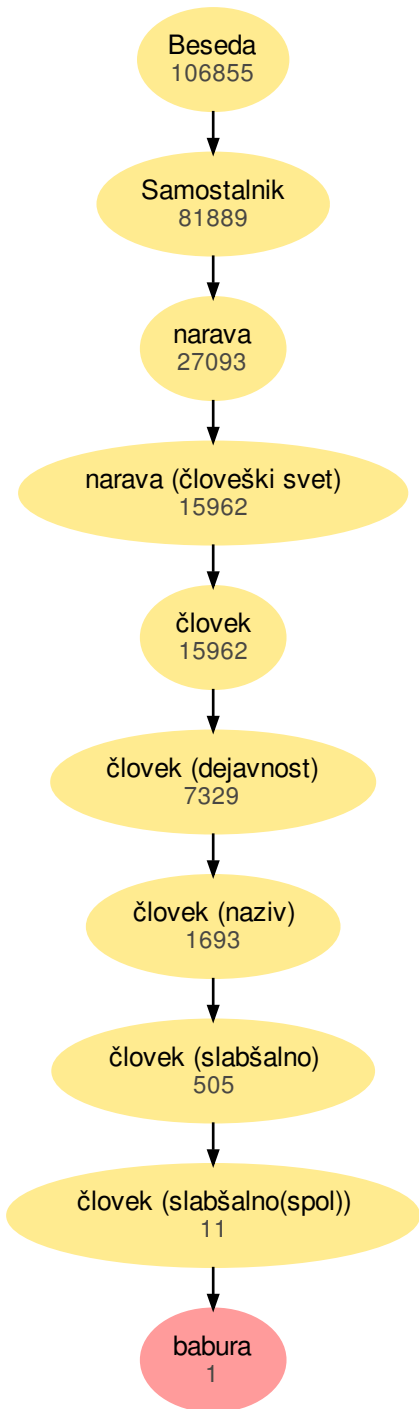 Beseda
106855
Samostalnik
81889
narava
27093
narava (človeški svet)
15962
človek
15962
človek (dejavnost)
7329
človek (naziv)
1693
človek (slabšalno)
505
človek (slabšalno(spol))
11
babura
1